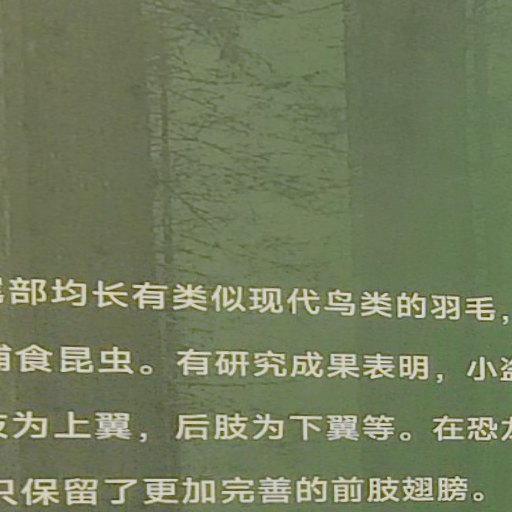 尾部均长有类似现代鸟类的羽毛，
捕食昆虫。有研究成果表明，小盗
肢为上翼，后肢为下翼等。在恐龙
只保留了更加完善的前肢翅膀。